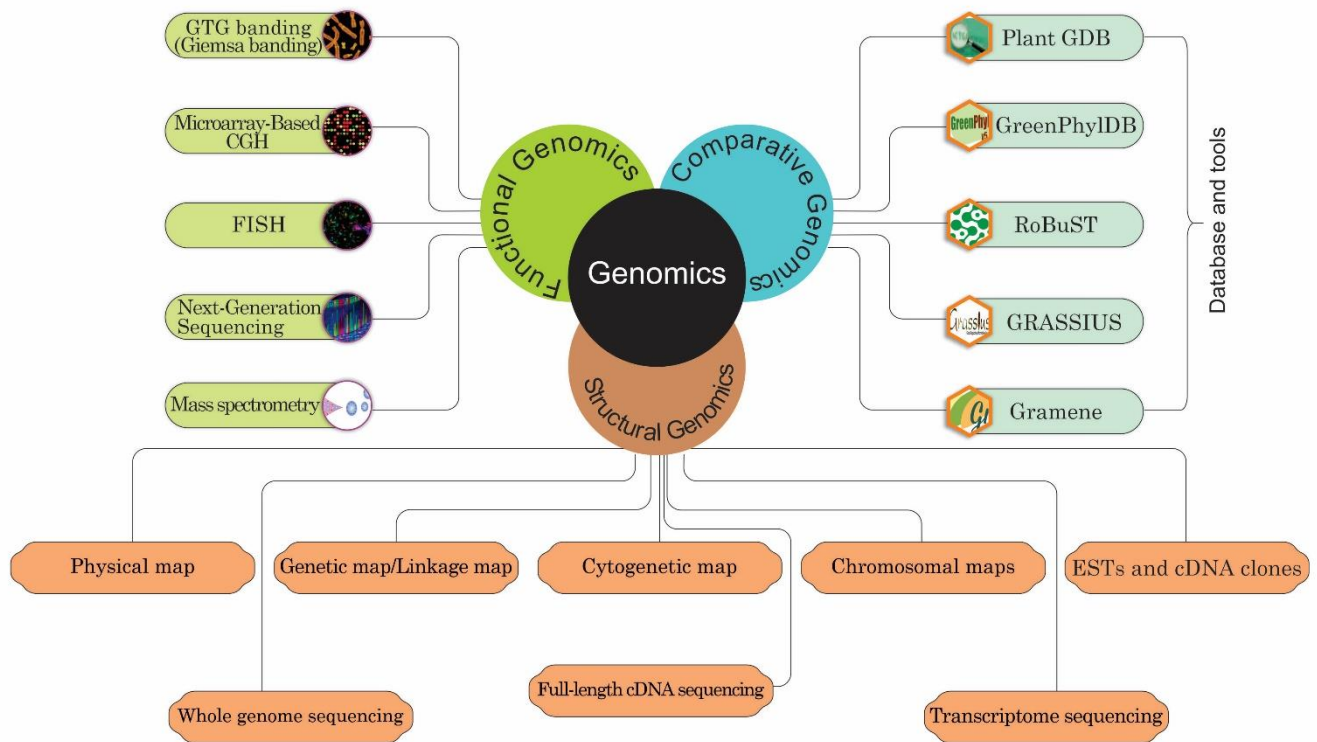 GTG banding
(Giemsa banding)
Microarray-Based
CGH
FISH
Next-Generation
Sequencing
Mass spectrometry
Functional Genomics
Comparative Genomics
Genomics
Structural Genomics
Plant GDB
GreenPhyl
GreenPhylDB
RoBuST
Grassius
GRASSIUS
Gramene
Database and tools
Physical map
Genetic map/Linkage map
Cytogenetic map
Chromosomal maps
ESTs and cDNA clones
Whole genome sequencing
Full-length cDNA sequencing
Transcriptome sequencing